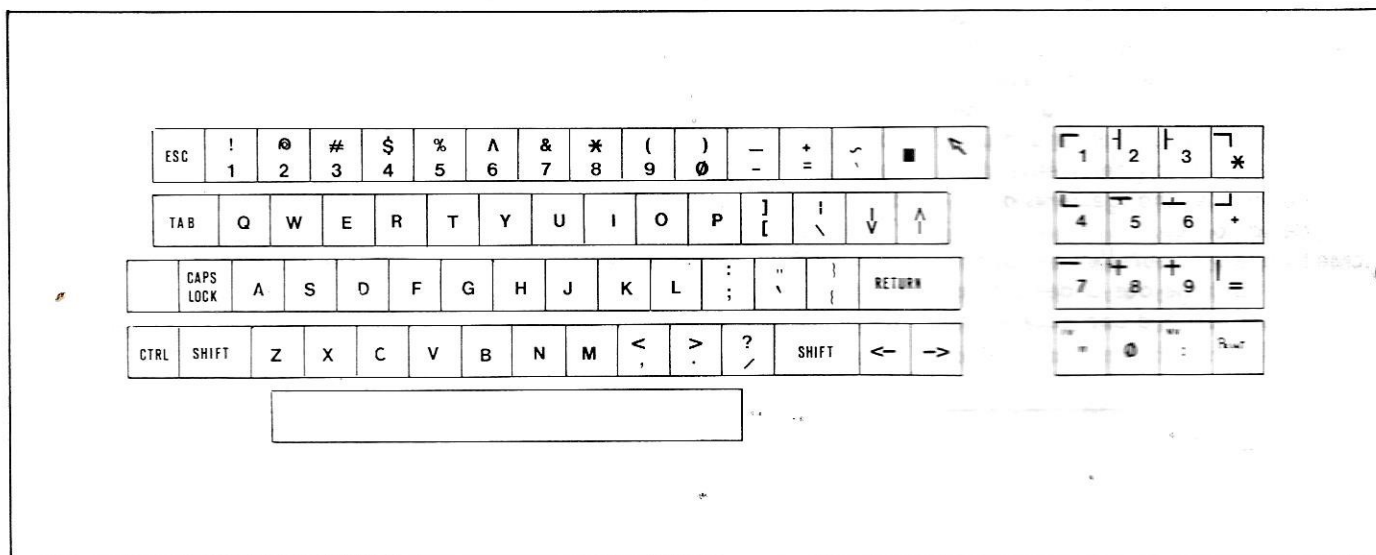 ESC ! @ # $ % ʌ & * ( ) — + ~ ■
1 2 3 4 5 6 7 8 9 Ø - = `
┌ 1 ┤ 2 ├ 3 ┐ *
TAB Q W E R T Y U I O P ] [ ¦ \
└ 4 ┬ 5 ┴ 6 ┘ +
CAPS LOCK A S D F G H J K L : ; " ` } { RETURN
─ 7 + 8 + 9 | =
CTRL SHIFT Z X C V B N M < , > . ? / SHIFT <- ->
Ø